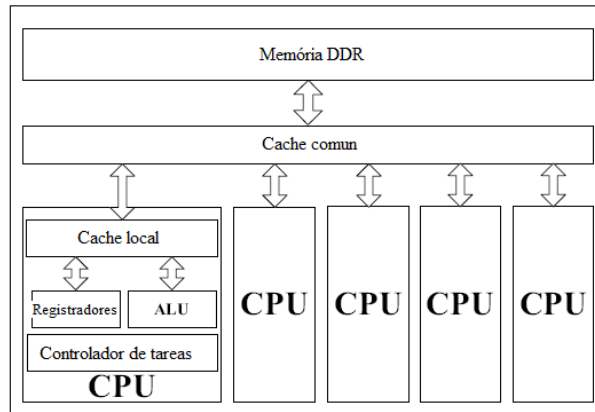 Memória DDR
Cache comun
Cache local
Registradores
ALU
Controlador de tareas
CPU
CPU
CPU
CPU
CPU